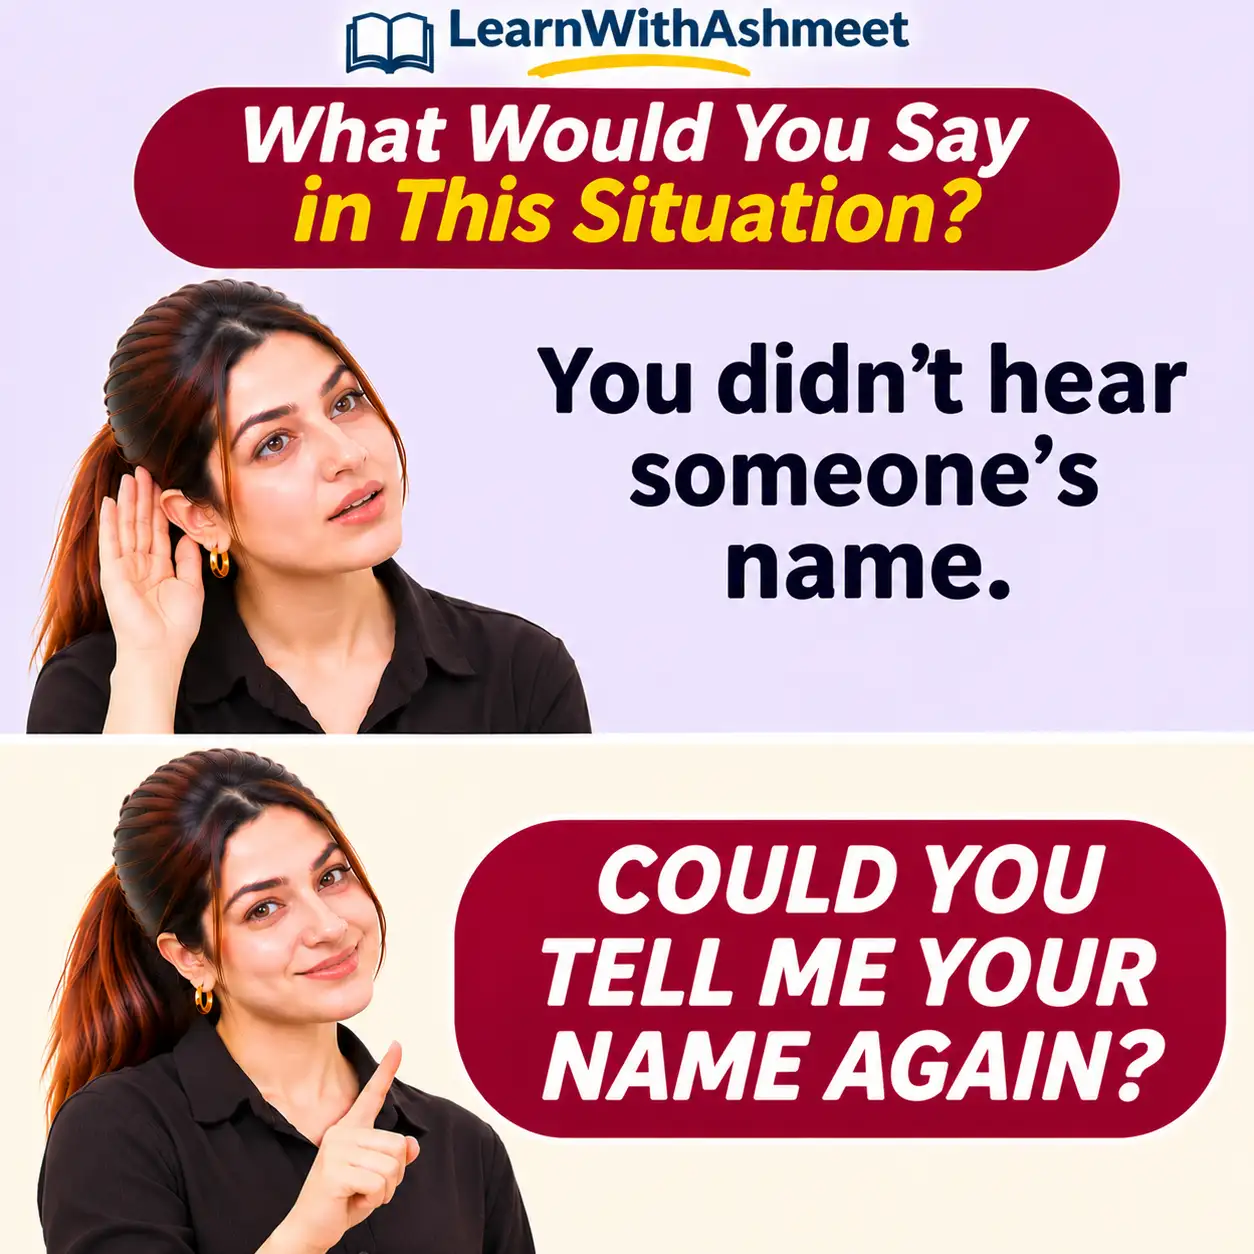 LearnWithAshmeet
What Would You Say
in This Situation?
You didn’t hear
someone’s
name.
COULD YOU
TELL ME YOUR
NAME AGAIN?